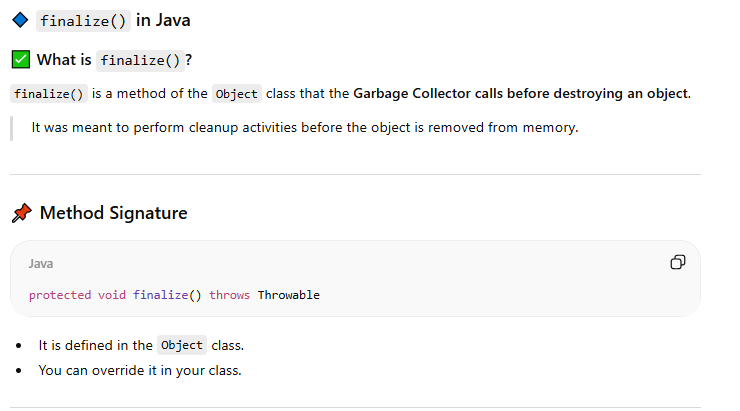 finalize() in Java
What is finalize()?
finalize() is a method of the Object class that the Garbage Collector calls before destroying an object.
It was meant to perform cleanup activities before the object is removed from memory.
Method Signature
Java
protected void finalize() throws Throwable
It is defined in the Object class.
You can override it in your class.